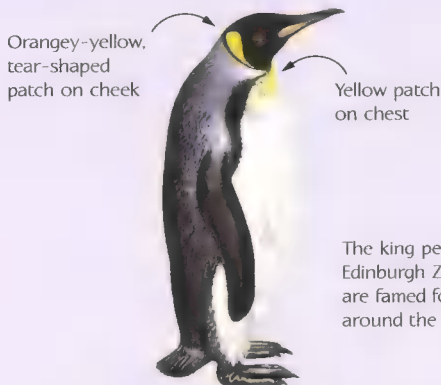 Orangey-yellow,
tear-shaped
patch on cheek
Yellow patch
on chest
The king pe
Edinburgh Z
are famed fo
around the